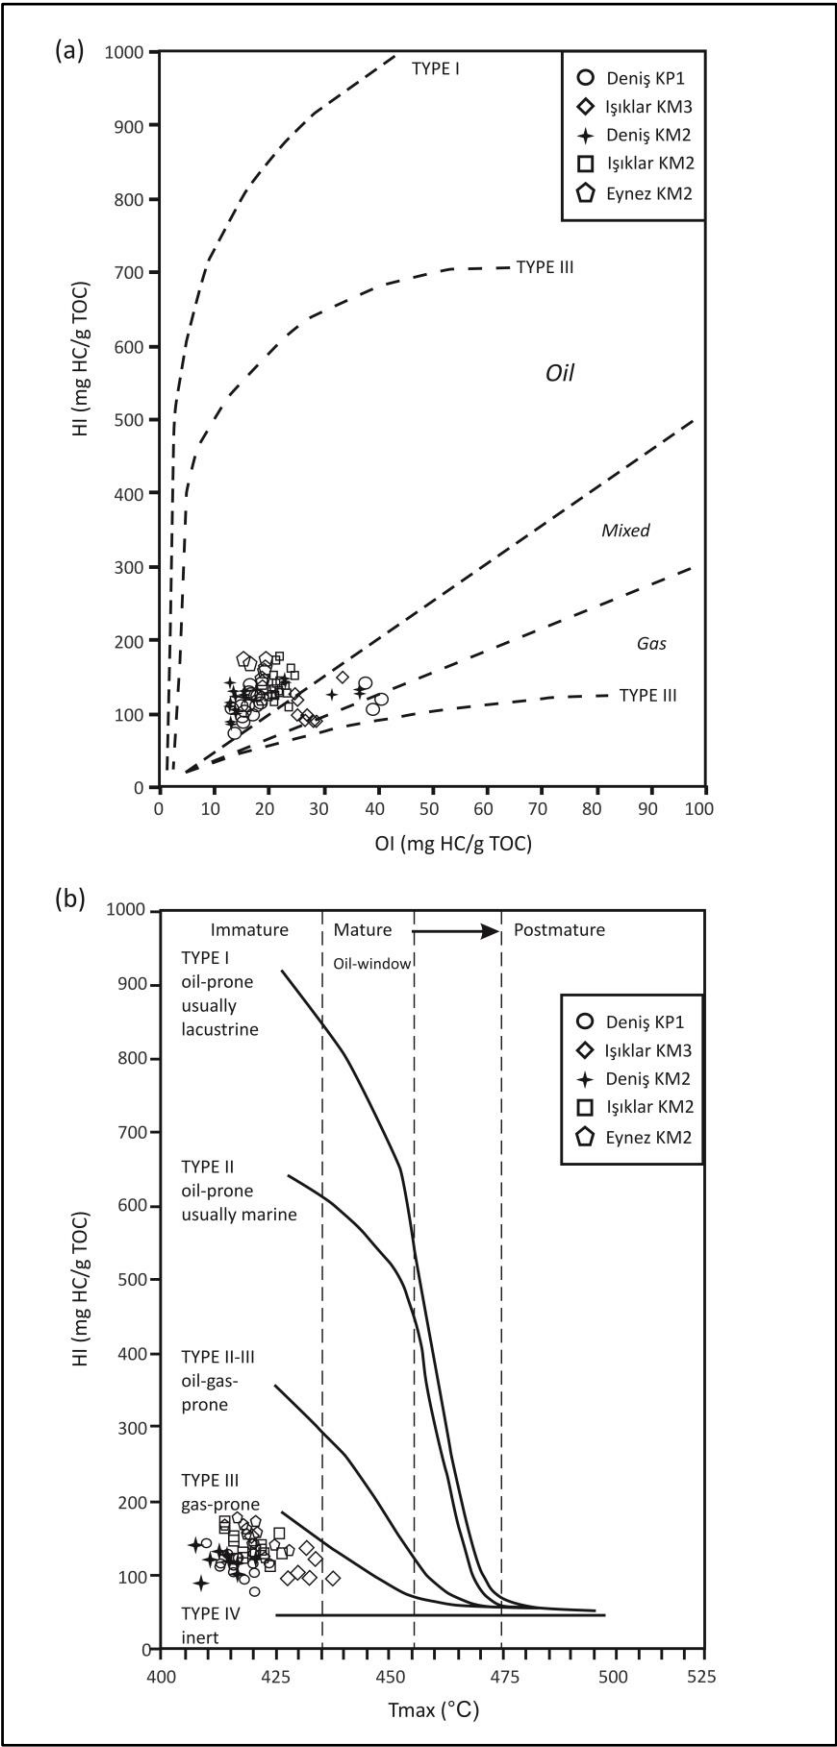 (a)
1000
900
800
700
600
500
400
300
200
100
0
HI (mg HC/g TOC)
TYPE I
TYPE III
Oil
Mixed
Gas
TYPE III
Deniş KP1
Işıklar KM3
Deniş KM2
Işıklar KM2
Eynez KM2
0 10 20 30 40 50 60 70 80 90 100
OI (mg HC/g TOC)
(b)
1000
900
800
700
600
500
400
300
200
100
0
HI (mg HC/g TOC)
Immature Mature Postmature
Oil-window
TYPE I
oil-prone
usually
lacustrine
TYPE II
oil-prone
usually marine
TYPE II-III
oil-gas-
prone
TYPE III
gas-prone
TYPE IV
inert
Deniş KP1
Işıklar KM3
Deniş KM2
Işıklar KM2
Eynez KM2
400 425 450 475 500 525
Tmax (°C)